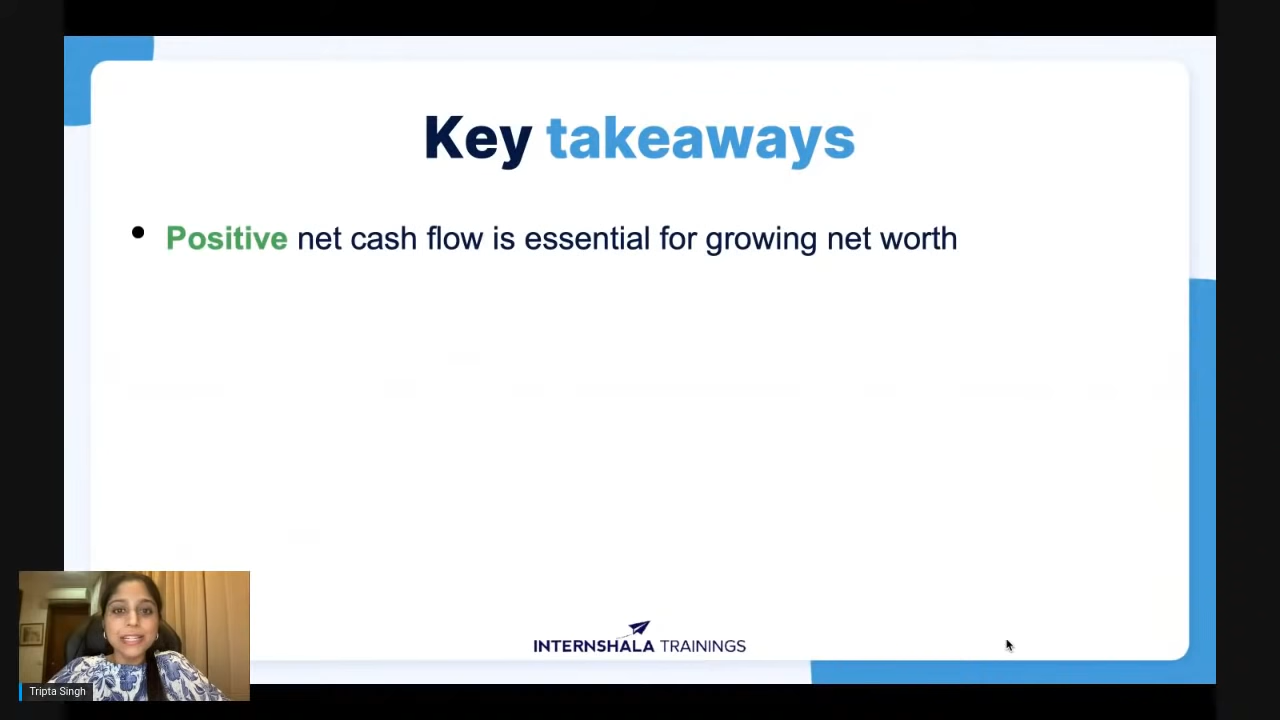 Key takeaways
• Positive net cash flow is essential for growing net worth
INTERNSHALA TRAININGS
Tripta Singh